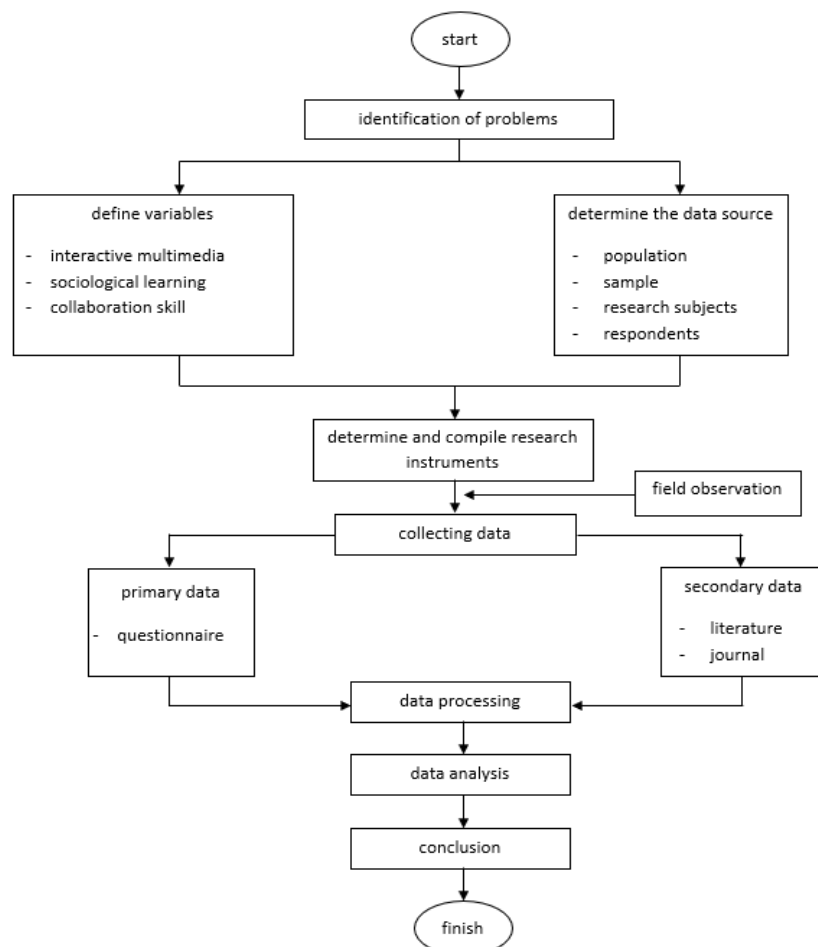 start
identification of problems
define variables
- interactive multimedia
- sociological learning
- collaboration skill
determine the data source
- population
- sample
- research subjects
- respondents
determine and compile research
instruments
field observation
collecting data
primary data
- questionnaire
secondary data
- literature
- journal
data processing
data analysis
conclusion
finish